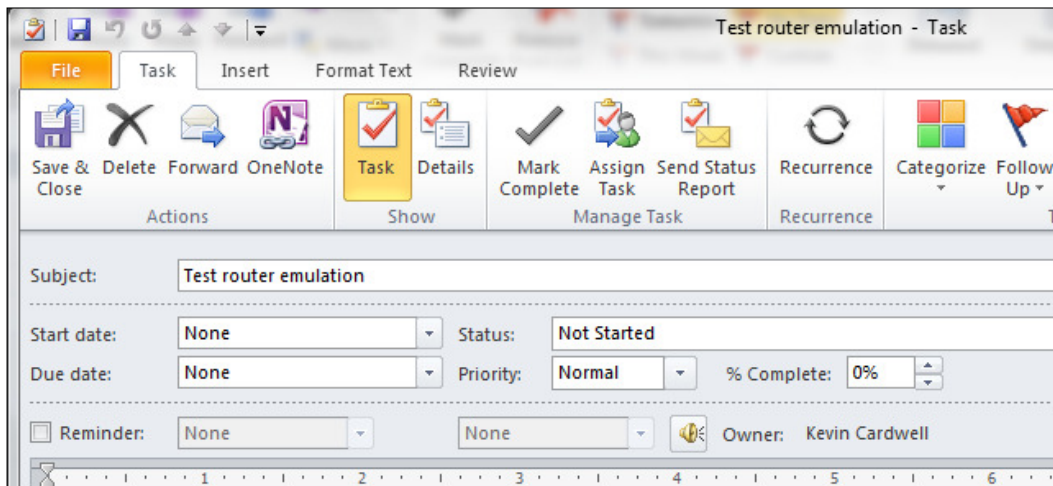 Test router emulation - Task
File Task Insert Format Text Review
Save & Close Delete Forward OneNote Task Details Mark Complete Assign Task Send Status Report Recurrence Categorize Follow Up
Actions Show Manage Task Recurrence T
Subject: Test router emulation
Start date: None Status: Not Started
Due date: None Priority: Normal % Complete: 0%
Reminder: None None Owner: Kevin Cardwell
1 2 3 4 5 6